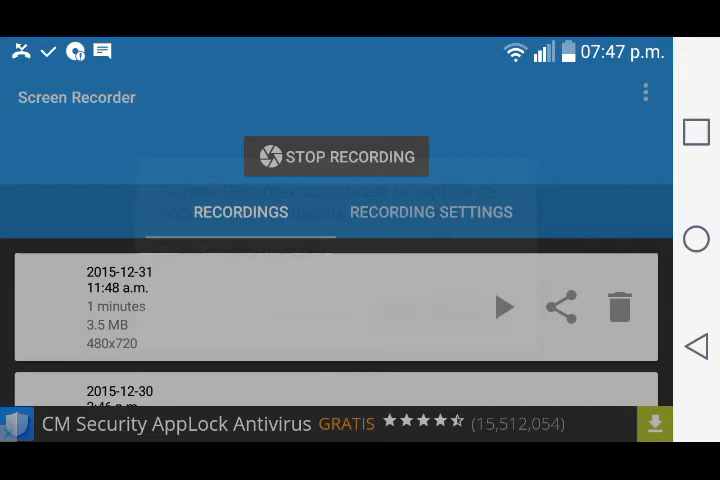 07:47 p.m.
Screen Recorder
STOP RECORDING
RECORDINGS
RECORDING SETTINGS
2015-12-31
11:48 a.m.
1 minutes
3.5 MB
480x720
2015-12-30
CM Security AppLock Antivirus GRATIS (15,512,054)